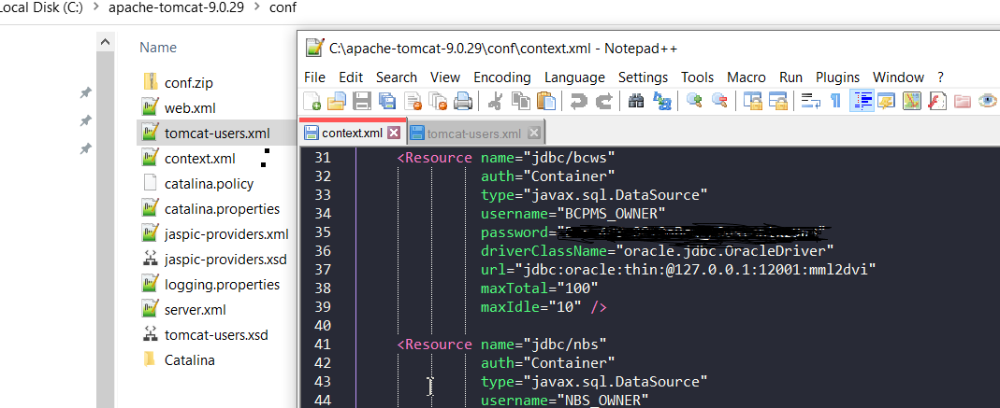 Local Disk (C:) > apache-tomcat-9.0.29 > conf
Name
conf.zip
web.xml
tomcat-users.xml
context.xml
catalina.policy
catalina.properties
jaspic-providers.xml
jaspic-providers.xsd
logging.properties
server.xml
tomcat-users.xsd
Catalina
C:\apache-tomcat-9.0.29\conf\context.xml - Notepad++
File Edit Search View Encoding Language Settings Tools Macro Run Plugins Window ?
context.xml tomcat-users.xml
31 <Resource name="jdbc/bcws"
32 auth="Container"
33 type="javax.sql.DataSource"
34 username="BCPMS_OWNER"
35 password="
36 driverClassName="oracle.jdbc.OracleDriver"
37 url="jdbc:oracle:thin:@127.0.0.1:12001:mml2dvi"
38 maxTotal="100"
39 maxIdle="10" />
40
41 <Resource name="jdbc/nbs"
42 auth="Container"
43 type="javax.sql.DataSource"
44 username="NBS_OWNER"